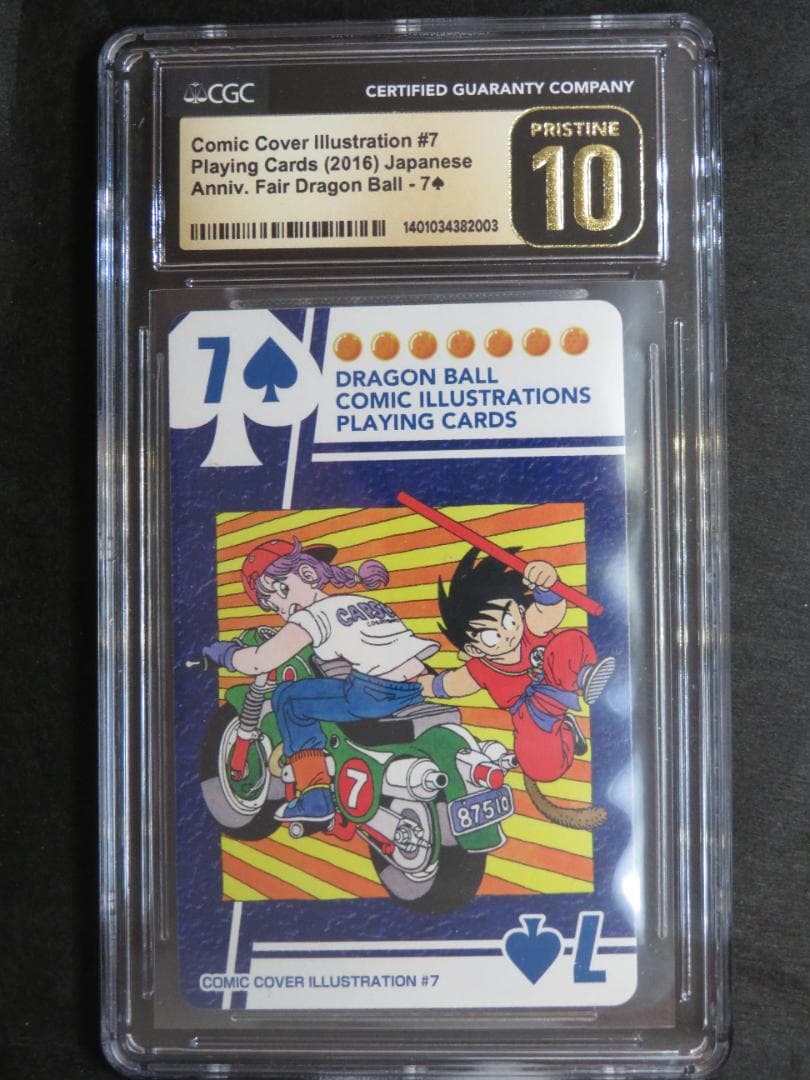 CGC
CERTIFIED GUARANTY COMPANY
Comic Cover Illustration #7
Playing Cards (2016) Japanese
Anniv. Fair Dragon Ball - 7♠
1401034382003
PRISTINE
10
7♠
DRAGON BALL
COMIC ILLUSTRATIONS
PLAYING CARDS
7
87510
♠7
COMIC COVER ILLUSTRATION #7